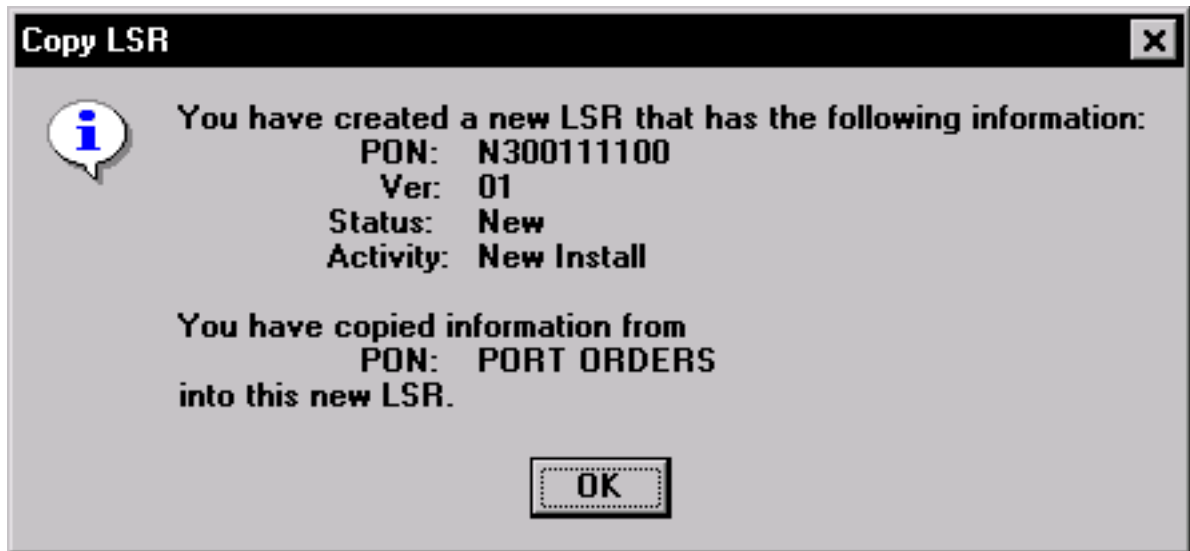 Copy LSR
You have created a new LSR that has the following information:
PON: N300111100
Ver: 01
Status: New
Activity: New Install
You have copied information from
PON: PORT ORDERS
into this new LSR.
OK